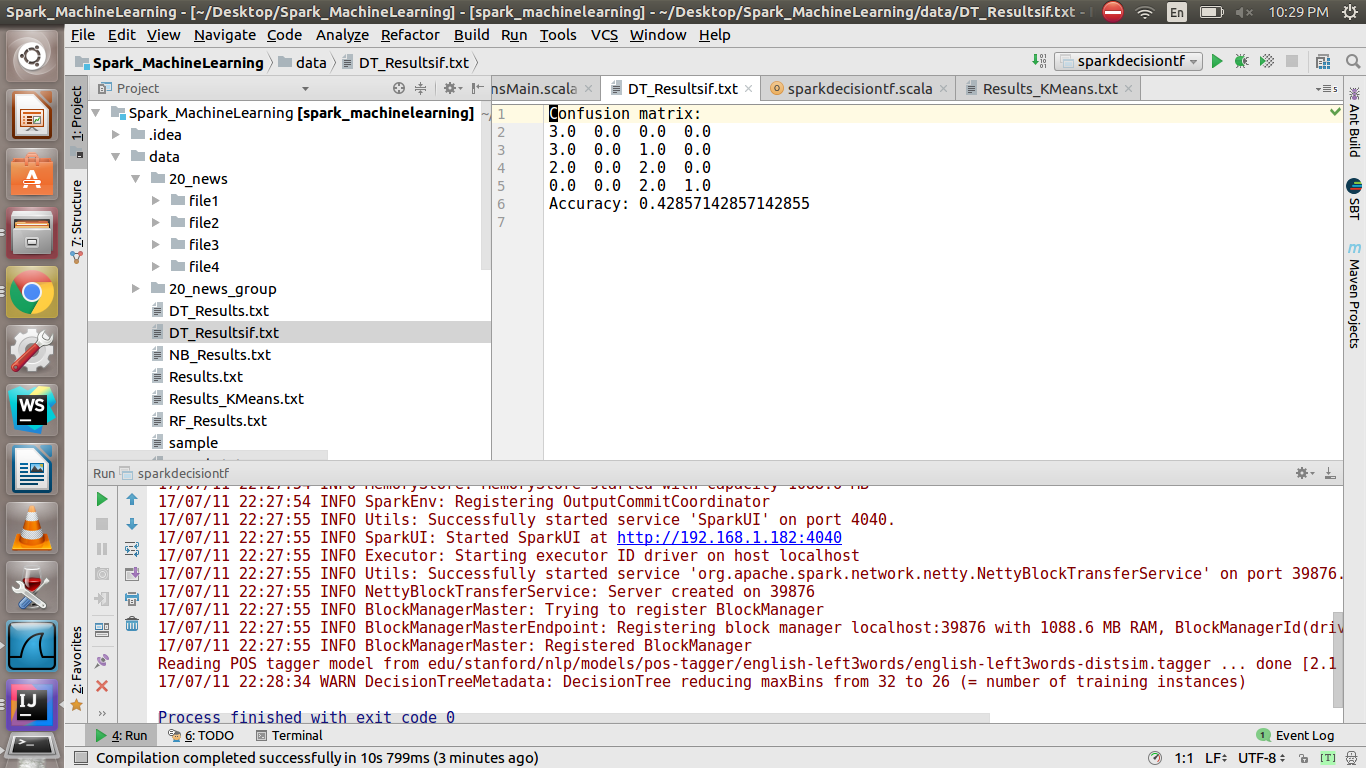 Spark_MachineLearning - [~/Desktop/Spark_MachineLearning] - [spark_machinelearning] - ~/Desktop/Spark_MachineLearning/data/DT_Resultsif.txt -
En
10:29 PM
File Edit View Navigate Code Analyze Refactor Build Run Tools VCS Window Help
Spark_MachineLearning data DT_Resultsif.txt
sparkdecisiontf
1: Project
7: Structure
2: Favorites
Project
Spark_MachineLearning [spark_machinelearning]
.idea
data
20_news
file1
file2
file3
file4
20_news_group
DT_Results.txt
DT_Resultsif.txt
NB_Results.txt
Results.txt
Results_KMeans.txt
RF_Results.txt
sample
nsMain.scala DT_Resultsif.txt sparkdecisiontf.scala Results_KMeans.txt
1 Confusion matrix:
2 3.0 0.0 0.0 0.0
3 3.0 0.0 1.0 0.0
4 2.0 0.0 2.0 0.0
5 0.0 0.0 2.0 1.0
6 Accuracy: 0.42857142857142855
7
Ant Build
SBT
Maven Projects
Run sparkdecisiontf
17/07/11 22:27:54 INFO MemoryStore: MemoryStore started with capacity 1088.6 MB
17/07/11 22:27:54 INFO SparkEnv: Registering OutputCommitCoordinator
17/07/11 22:27:55 INFO Utils: Successfully started service 'SparkUI' on port 4040.
17/07/11 22:27:55 INFO SparkUI: Started SparkUI at http://192.168.1.182:4040
17/07/11 22:27:55 INFO Executor: Starting executor ID driver on host localhost
17/07/11 22:27:55 INFO Utils: Successfully started service 'org.apache.spark.network.netty.NettyBlockTransferService' on port 39876.
17/07/11 22:27:55 INFO NettyBlockTransferService: Server created on 39876
17/07/11 22:27:55 INFO BlockManagerMaster: Trying to register BlockManager
17/07/11 22:27:55 INFO BlockManagerMasterEndpoint: Registering block manager localhost:39876 with 1088.6 MB RAM, BlockManagerId(driv
17/07/11 22:27:55 INFO BlockManagerMaster: Registered BlockManager
Reading POS tagger model from edu/stanford/nlp/models/pos-tagger/english-left3words/english-left3words-distsim.tagger ... done [2.1
17/07/11 22:28:34 WARN DecisionTreeMetadata: DecisionTree reducing maxBins from 32 to 26 (= number of training instances)
Process finished with exit code 0
4: Run 6: TODO Terminal
1 Event Log
Compilation completed successfully in 10s 799ms (3 minutes ago)
1:1 LF UTF-8 [T]